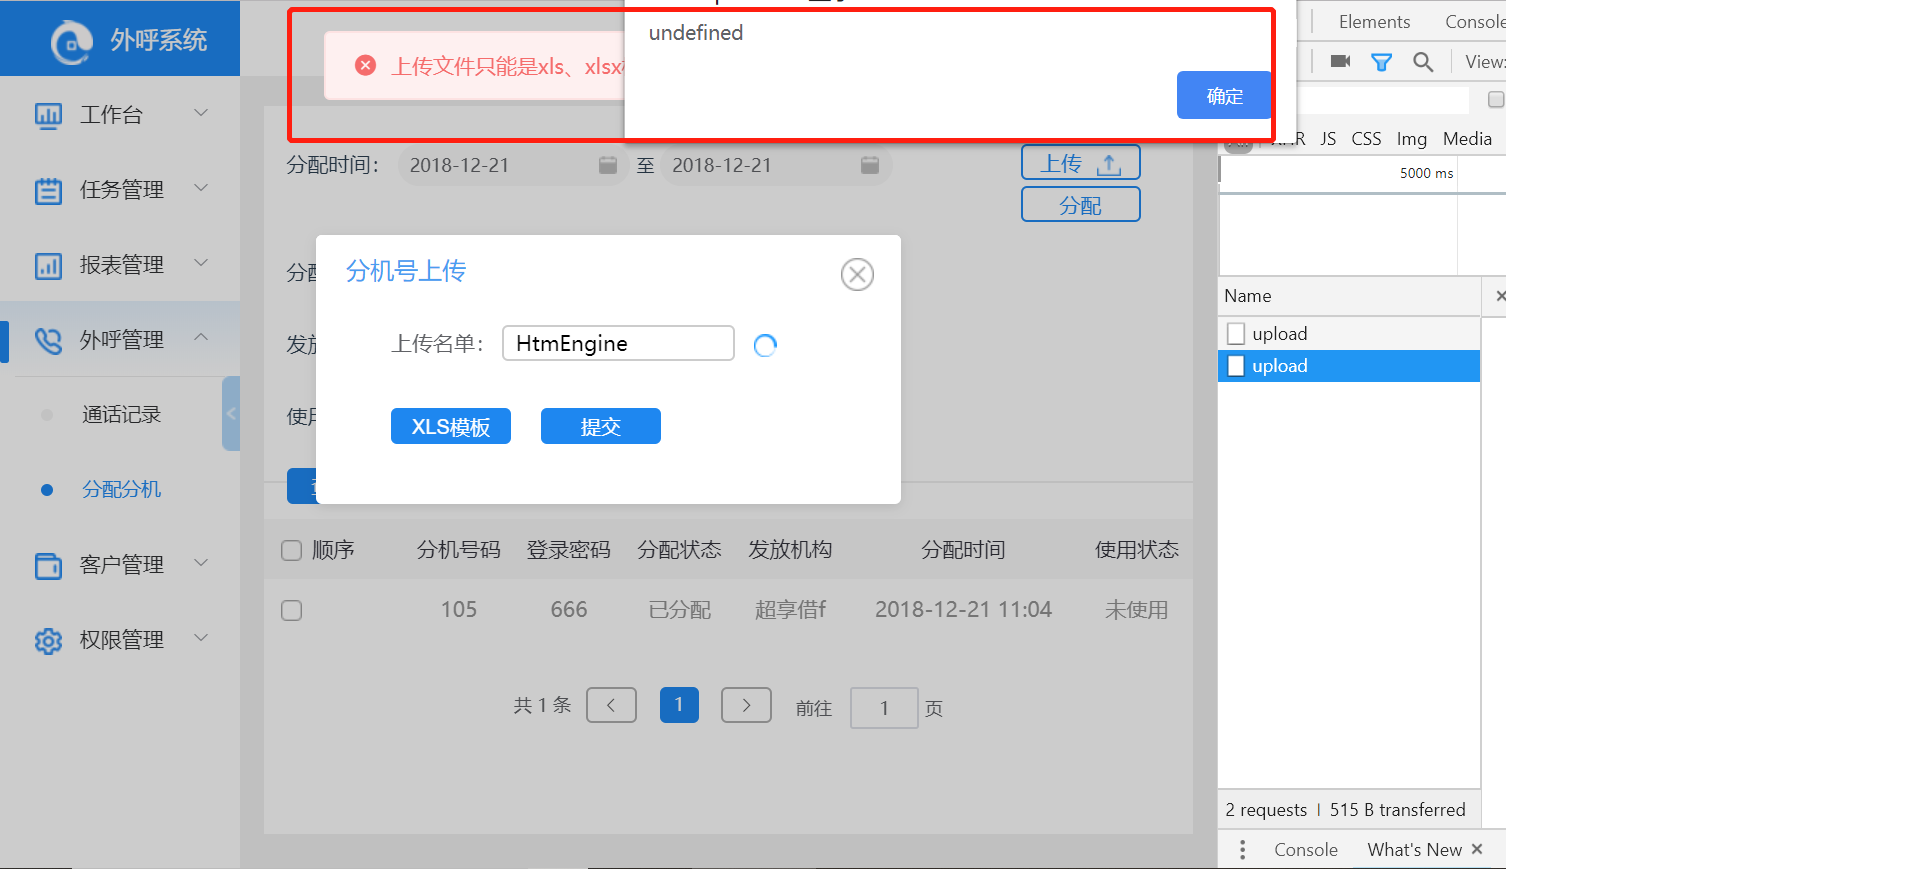 外呼系统
工作台
任务管理
报表管理
外呼管理
通话记录
分配分机
客户管理
权限管理
上传文件只能是xls、xlsx
undefined
确定
分配时间：
2018-12-21
至
2018-12-21
上传
分配
分机号上传
上传名单：
HtmEngine
XLS模板
提交
分配
发放
使用
顺序
分机号码
登录密码
分配状态
发放机构
分配时间
使用状态
105
666
已分配
超享借f
2018-12-21 11:04
未使用
共 1 条
1
前往
1
页
Elements
Console
View:
JS
CSS
Img
Media
5000 ms
Name
upload
upload
2 requests
515 B transferred
Console
What's New